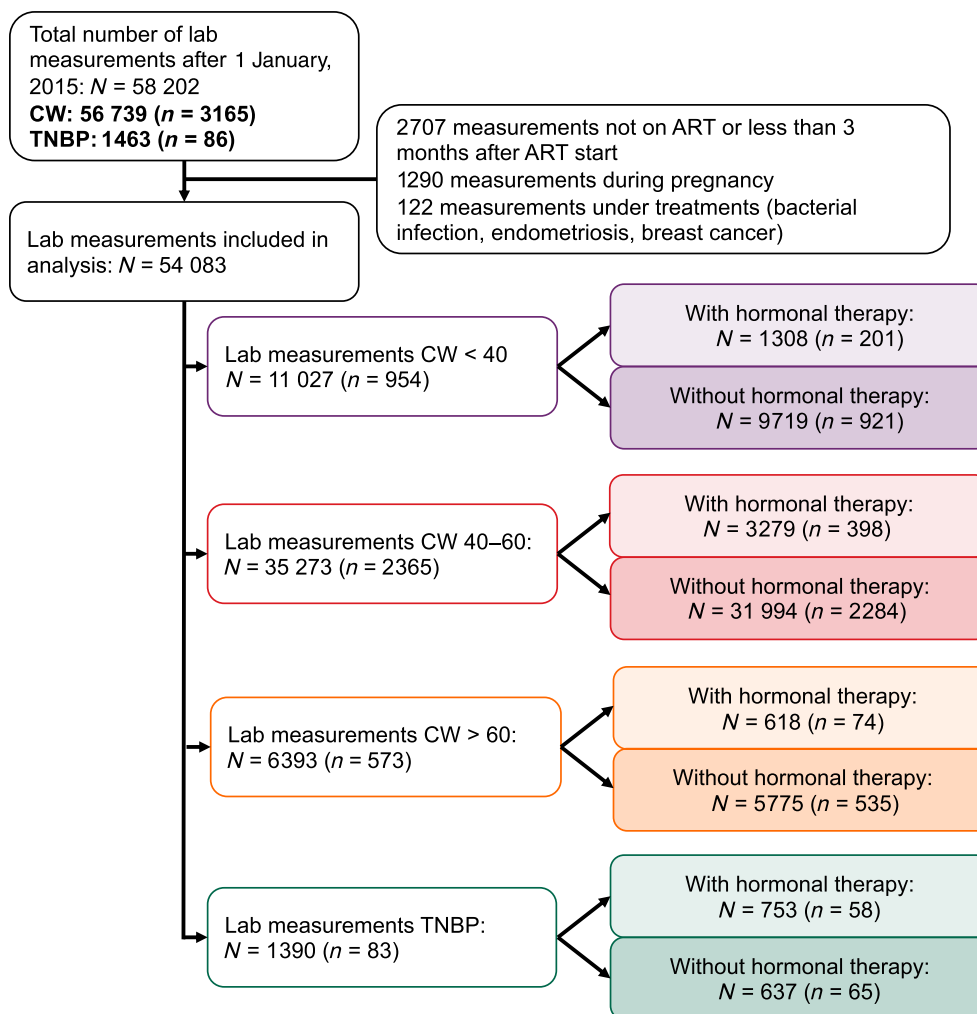 Total number of lab
measurements after 1 January,
2015: N = 58 202
CW: 56 739 (n = 3165)
TNBP: 1463 (n = 86)
2707 measurements not on ART or less than 3
months after ART start
1290 measurements during pregnancy
122 measurements under treatments (bacterial
infection, endometriosis, breast cancer)
Lab measurements included in
analysis: N = 54 083
Lab measurements CW < 40
N = 11 027 (n = 954)
With hormonal therapy:
N = 1308 (n = 201)
Without hormonal therapy:
N = 9719 (n = 921)
Lab measurements CW 40–60:
N = 35 273 (n = 2365)
With hormonal therapy:
N = 3279 (n = 398)
Without hormonal therapy:
N = 31 994 (n = 2284)
Lab measurements CW > 60:
N = 6393 (n = 573)
With hormonal therapy:
N = 618 (n = 74)
Without hormonal therapy:
N = 5775 (n = 535)
Lab measurements TNBP:
N = 1390 (n = 83)
With hormonal therapy:
N = 753 (n = 58)
Without hormonal therapy:
N = 637 (n = 65)